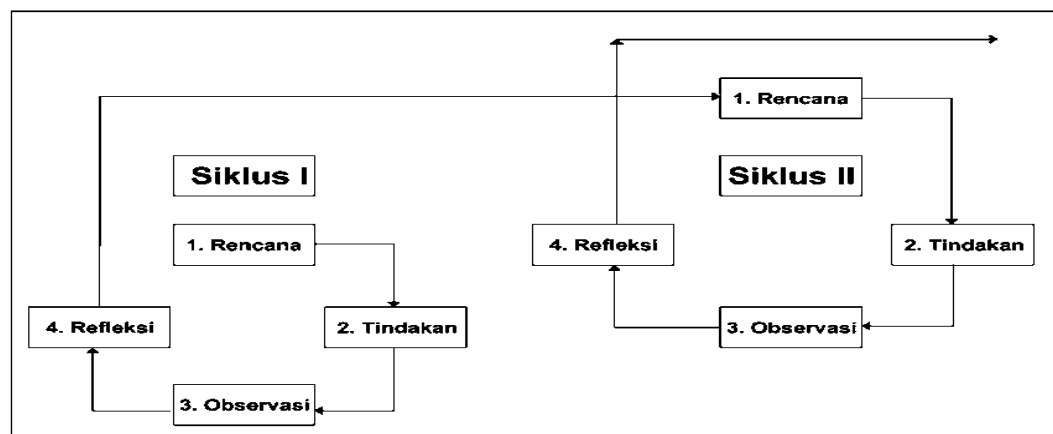 Siklus I
1. Rencana
2. Tindakan
3. Observasi
4. Refleksi
Siklus II
1. Rencana
2. Tindakan
3. Observasi
4. Refleksi